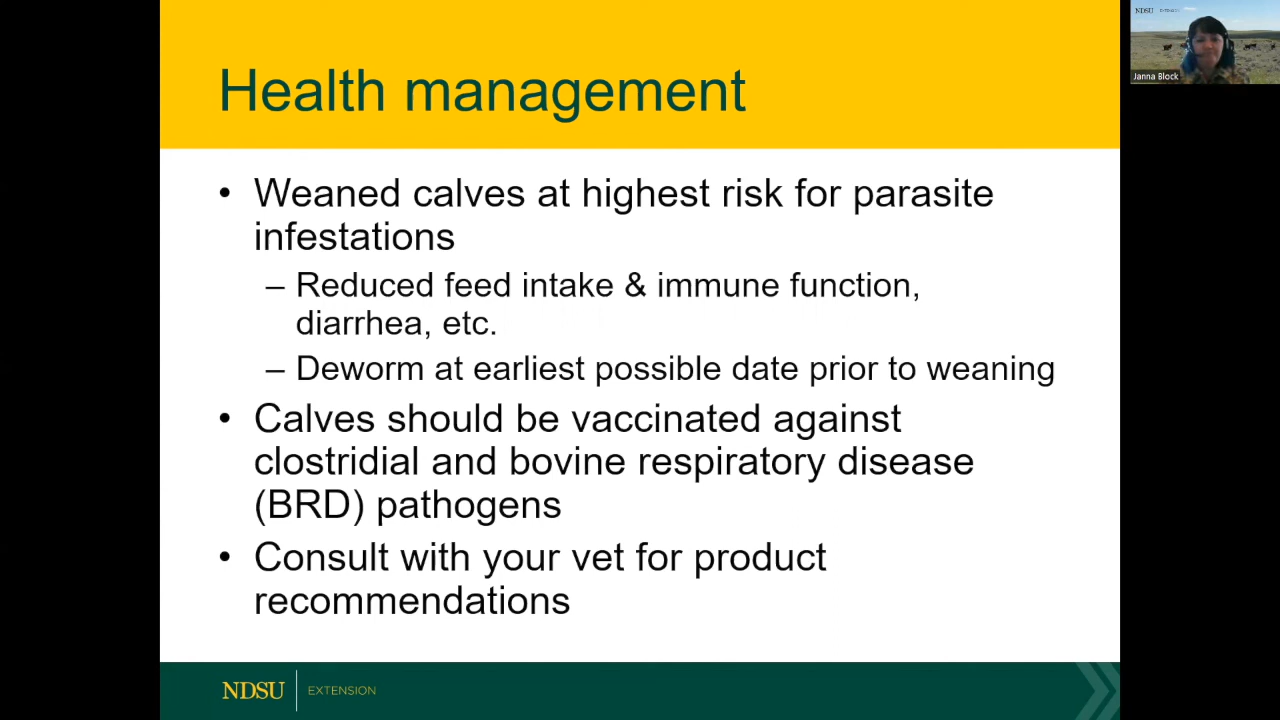 Health management
• Weaned calves at highest risk for parasite
infestations
– Reduced feed intake & immune function,
diarrhea, etc.
– Deworm at earliest possible date prior to weaning
• Calves should be vaccinated against
clostridial and bovine respiratory disease
(BRD) pathogens
• Consult with your vet for product
recommendations
NDSU EXTENSION
NDSU EXTENSION
Janna Block